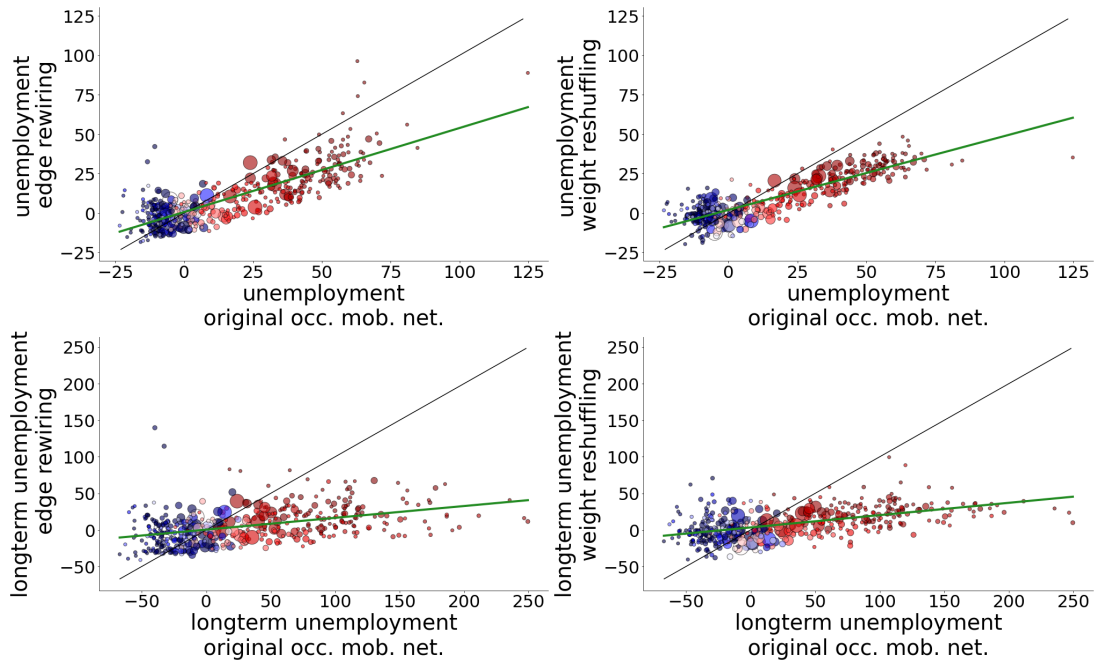 125
100
75
50
25
0
−25
−25 0 25 50 75 100 125
unemployment
edge rewiring
unemployment
original occ. mob. net.
125
100
75
50
25
0
−25
−25 0 25 50 75 100 125
unemployment
weight reshuffling
unemployment
original occ. mob. net.
250
200
150
100
50
0
−50
−50 0 50 100 150 200 250
longterm unemployment
edge rewiring
longterm unemployment
original occ. mob. net.
250
200
150
100
50
0
−50
−50 0 50 100 150 200 250
longterm unemployment
weight reshuffling
longterm unemployment
original occ. mob. net.